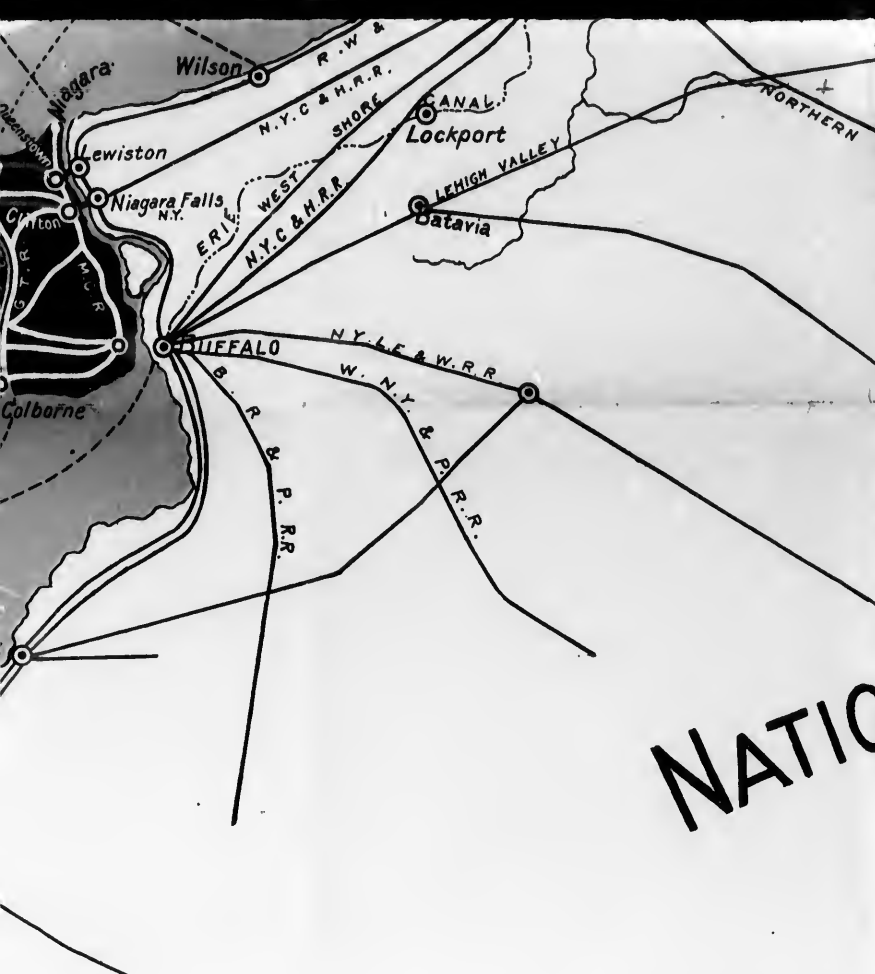 R. W &
Wilson
Niagara
N.Y.C & H.R.R.
CANAL
NORTHERN
SHORE
Lockport
Queenstown
Lewiston
LEHIGH VALLEY
WEST
Niagara Falls
N.Y.
Clifton
ERIE
N.Y.C & H.R.R
Batavia
G.T.R.
M.C.R
BUFFALO
N.Y. L.E & W.R.R.
W. N.Y. & P. R.R.
B. R & P. R.R.
Colborne
NATIO